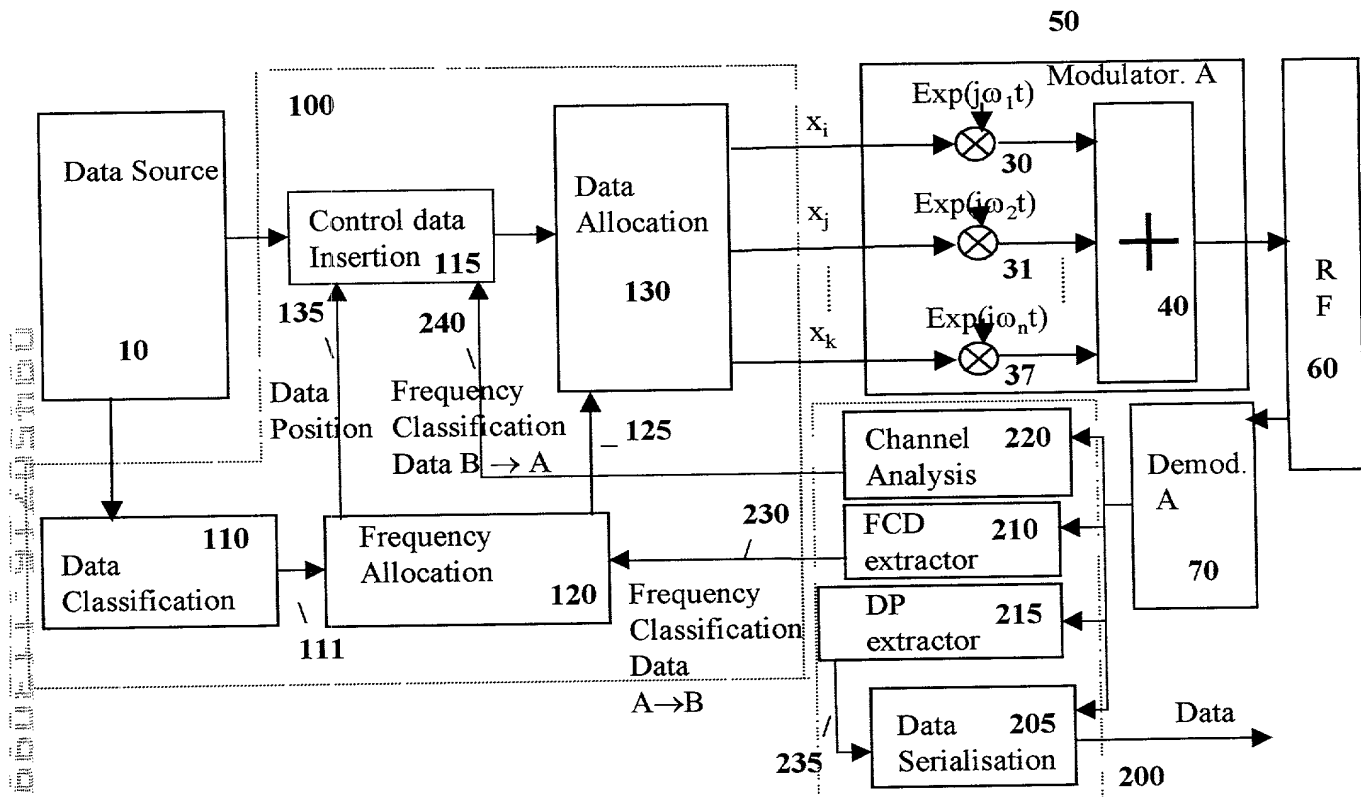 50
Modulator. A
100
Data Source
10
Control data
Insertion 115
Data
Allocation
130
x_i
x_j
x_k
Exp(jω₁t)
30
Exp(jω₂t)
31
Exp(jωₙt)
37
+
40
R
F
60
135
240
Data
Position
Frequency
Classification
Data B → A
125
Channel 220
Analysis
Demod.
A
70
110
Data
Classification
111
Frequency
Allocation
120
230
FCD 210
extractor
Frequency
Classification
Data
A→B
DP 215
extractor
235
Data 205
Serialisation
Data
200